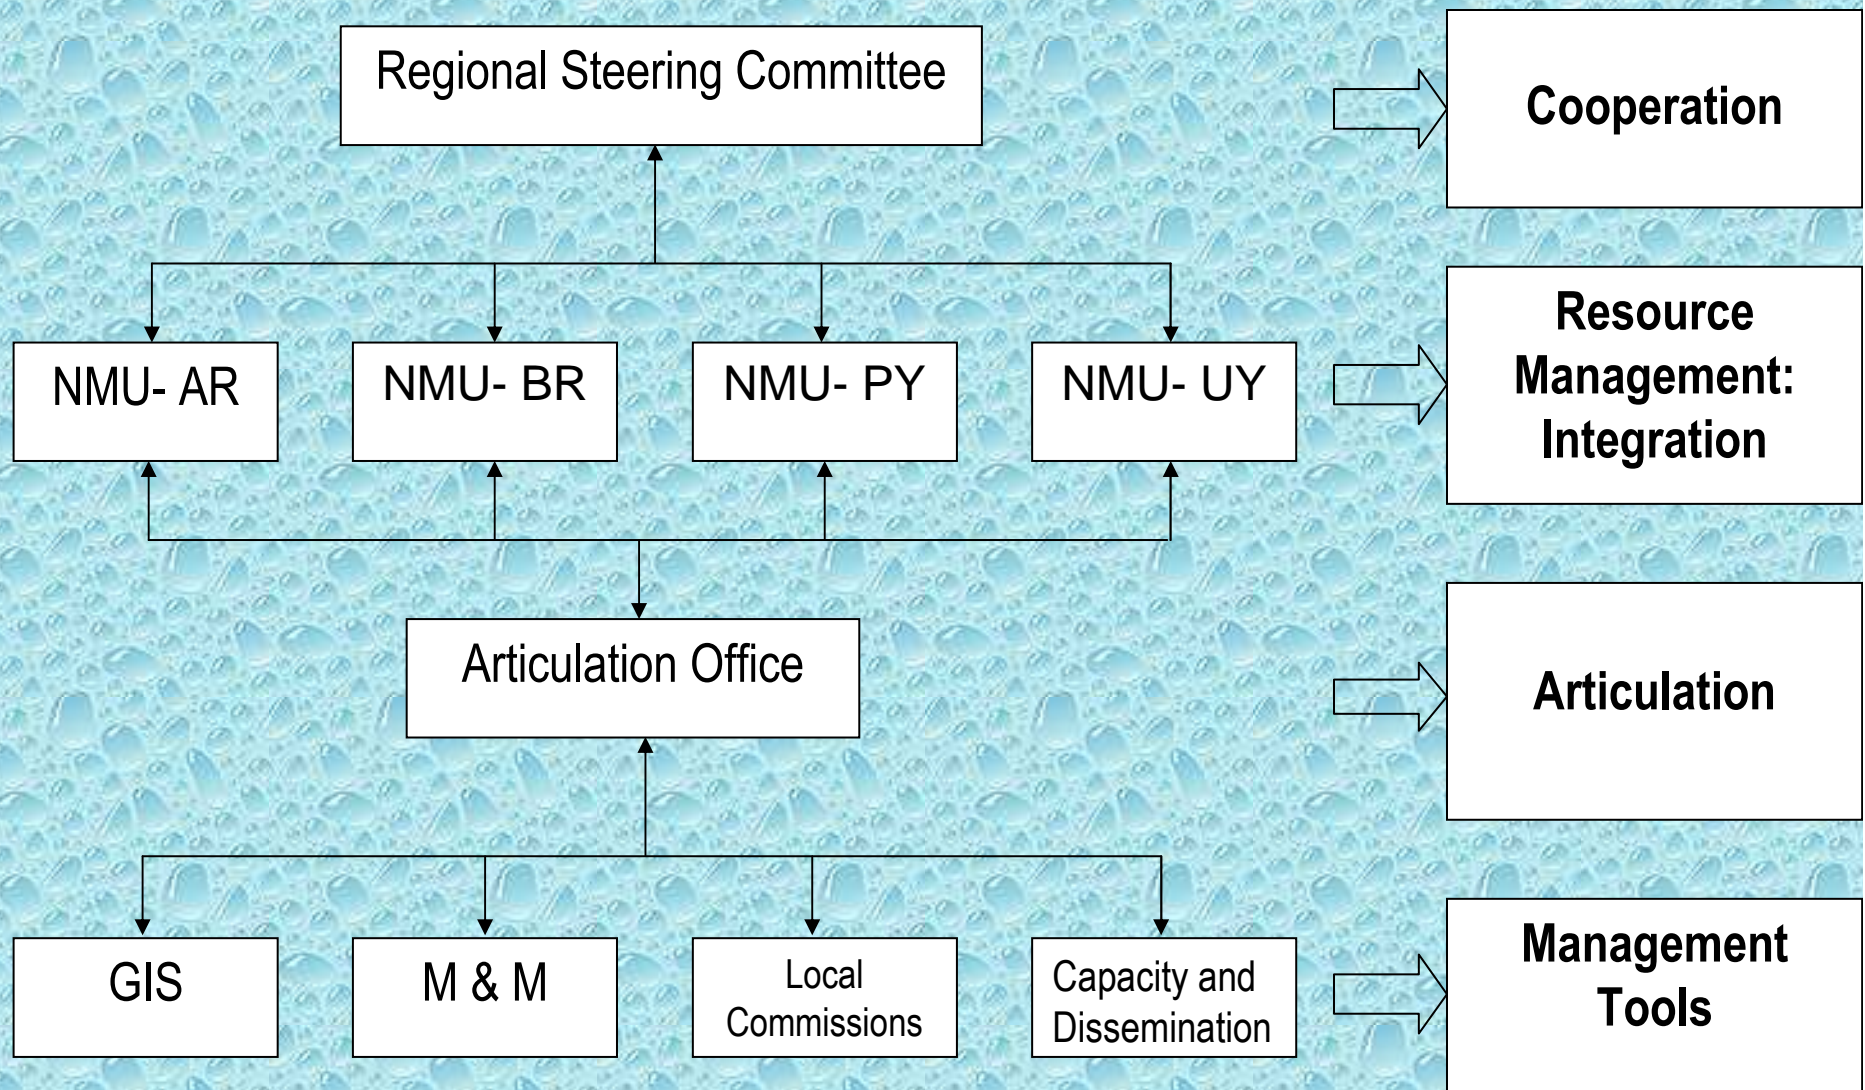 Regional Steering Committee
Cooperation
NMU- AR
NMU- BR
NMU- PY
NMU- UY
Resource
Management:
Integration
Articulation Office
Articulation
GIS
M & M
Local
Commissions
Capacity and
Dissemination
Management
Tools